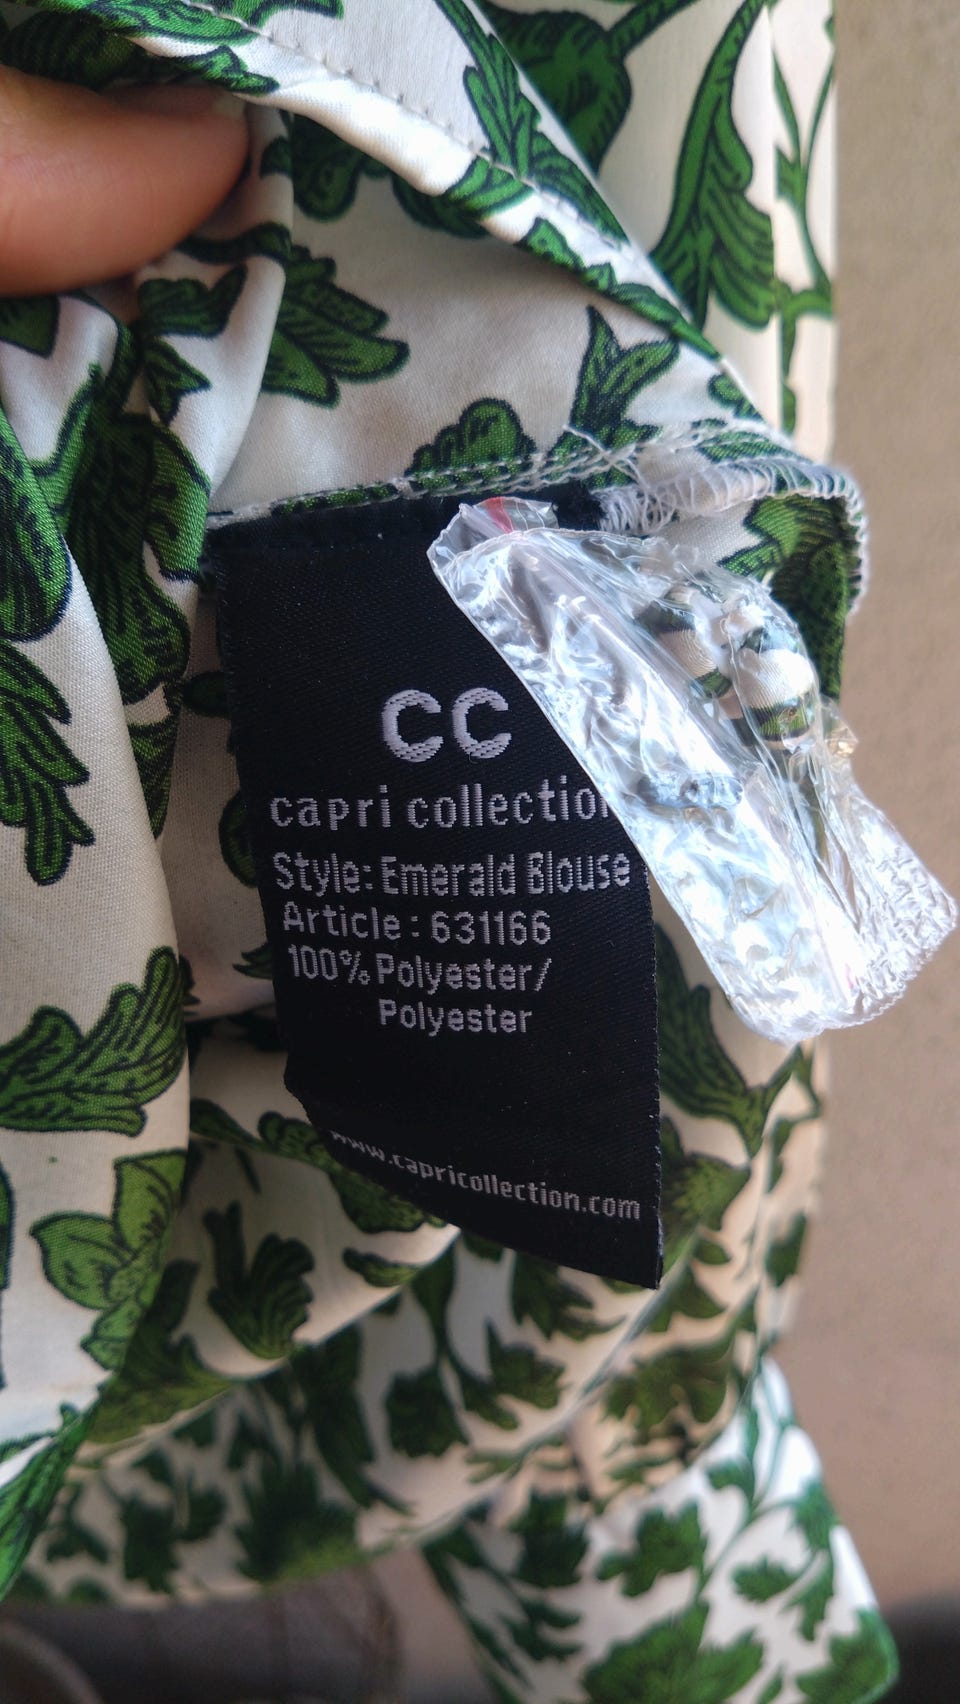 CC
capri collection
Style: Emerald Blouse
Article: 631166
100% Polyester/
Polyester
www.capricollection.com